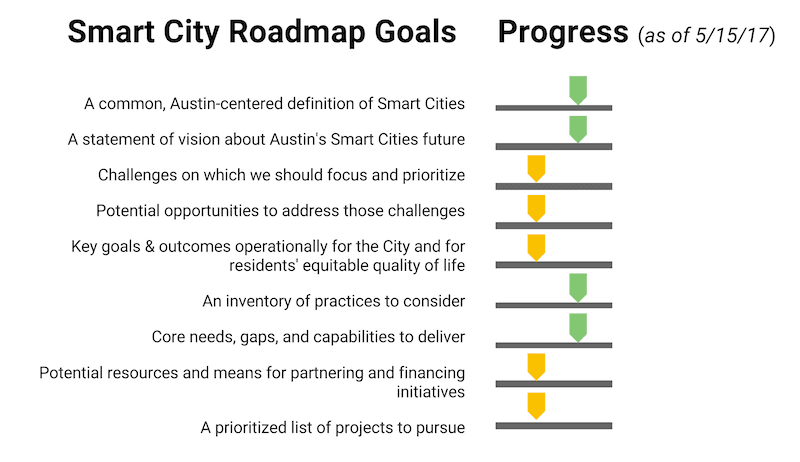 Smart City Roadmap Goals Progress (as of 5/15/17)
A common, Austin-centered definition of Smart Cities
A statement of vision about Austin's Smart Cities future
Challenges on which we should focus and prioritize
Potential opportunities to address those challenges
Key goals & outcomes operationally for the City and for
residents' equitable quality of life
An inventory of practices to consider
Core needs, gaps, and capabilities to deliver
Potential resources and means for partnering and financing
initiatives
A prioritized list of projects to pursue